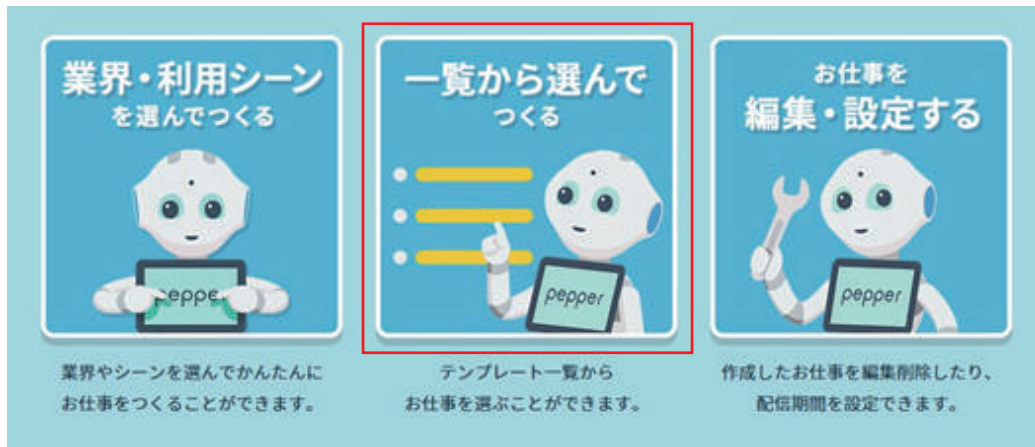 業界・利用シーン
を選んでつくる
peppe
業界やシーンを選んでかんたんに
お仕事をつくることができます。
一覧から選んで
つくる
pepper
テンプレート一覧から
お仕事を選ぶことができます。
お仕事を
編集・設定する
pepper
作成したお仕事を編集削除したり、
配信期間を設定できます。